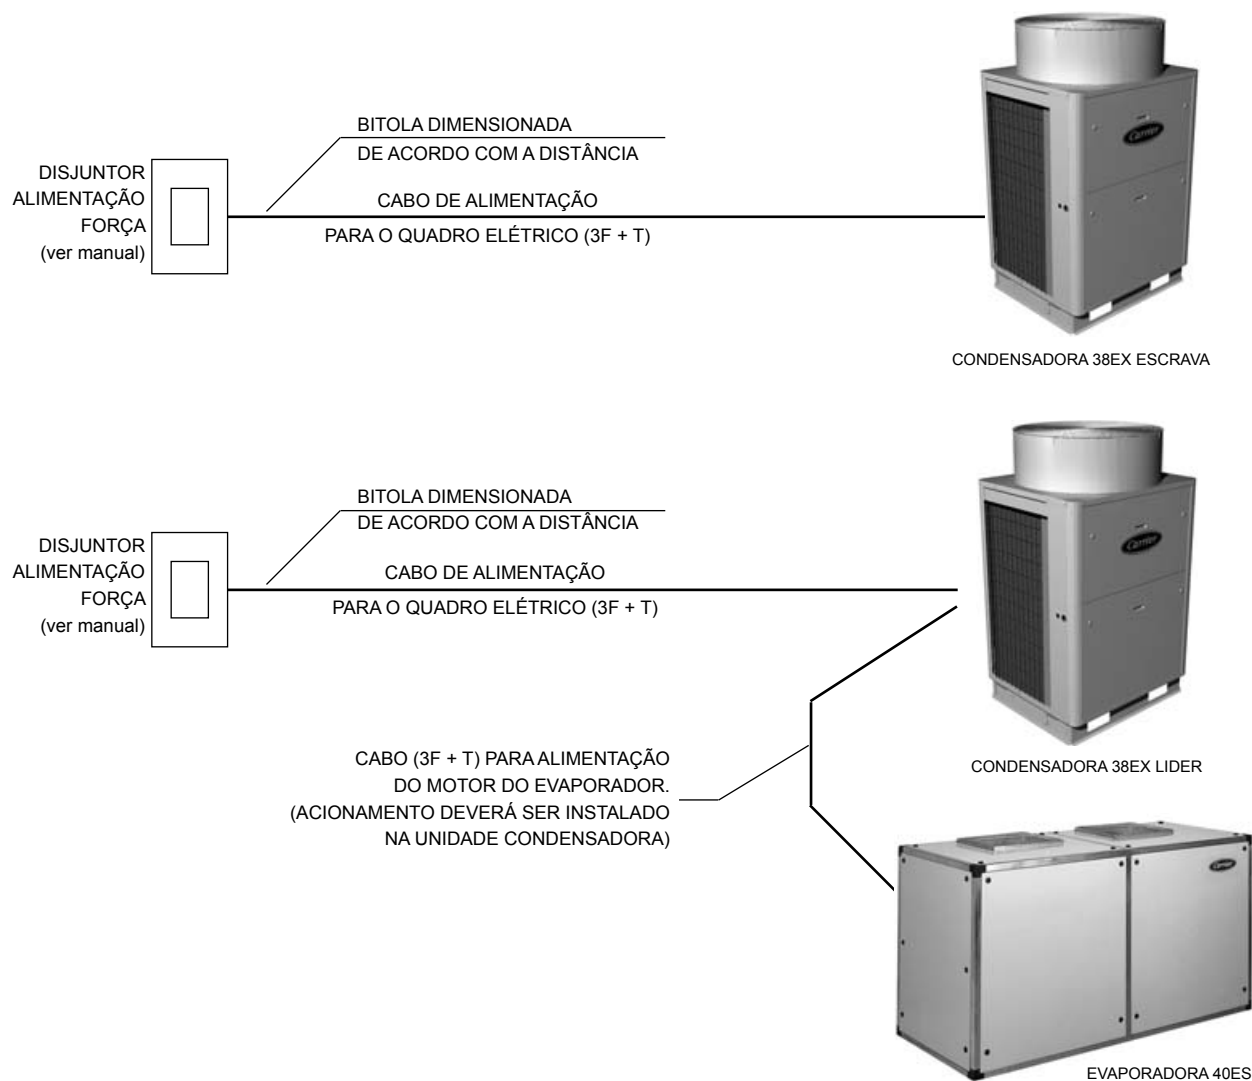 BITOLA DIMENSIONADA
DE ACORDO COM A DISTÂNCIA
DISJUNTOR
ALIMENTAÇÃO
FORÇA
(ver manual)
CABO DE ALIMENTAÇÃO
PARA O QUADRO ELÉTRICO (3F + T)
Carrier
CONDENSADORA 38EX ESCRAVA
BITOLA DIMENSIONADA
DE ACORDO COM A DISTÂNCIA
DISJUNTOR
ALIMENTAÇÃO
FORÇA
(ver manual)
CABO DE ALIMENTAÇÃO
PARA O QUADRO ELÉTRICO (3F + T)
Carrier
CONDENSADORA 38EX LIDER
CABO (3F + T) PARA ALIMENTAÇÃO
DO MOTOR DO EVAPORADOR.
(ACIONAMENTO DEVERÁ SER INSTALADO
NA UNIDADE CONDENSADORA)
Carrier
EVAPORADORA 40ES